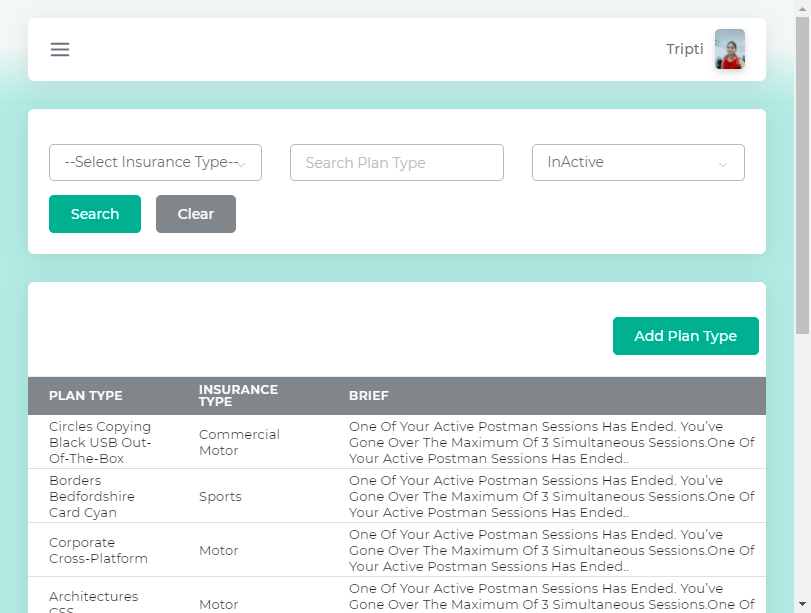 Tripti
--Select Insurance Type--
Search Plan Type
InActive
Search
Clear
Add Plan Type
PLAN TYPE
INSURANCE
TYPE
BRIEF
Circles Copying
Black USB Out-
Of-The-Box
Commercial
Motor
One Of Your Active Postman Sessions Has Ended. You've
Gone Over The Maximum Of 3 Simultaneous Sessions.One Of
Your Active Postman Sessions Has Ended..
Borders
Bedfordshire
Card Cyan
Sports
One Of Your Active Postman Sessions Has Ended. You've
Gone Over The Maximum Of 3 Simultaneous Sessions.One Of
Your Active Postman Sessions Has Ended..
Corporate
Cross-Platform
Motor
One Of Your Active Postman Sessions Has Ended. You've
Gone Over The Maximum Of 3 Simultaneous Sessions.One Of
Your Active Postman Sessions Has Ended..
Architectures
CSS
Motor
One Of Your Active Postman Sessions Has Ended. You've
Gone Over The Maximum Of 3 Simultaneous Sessions.One Of